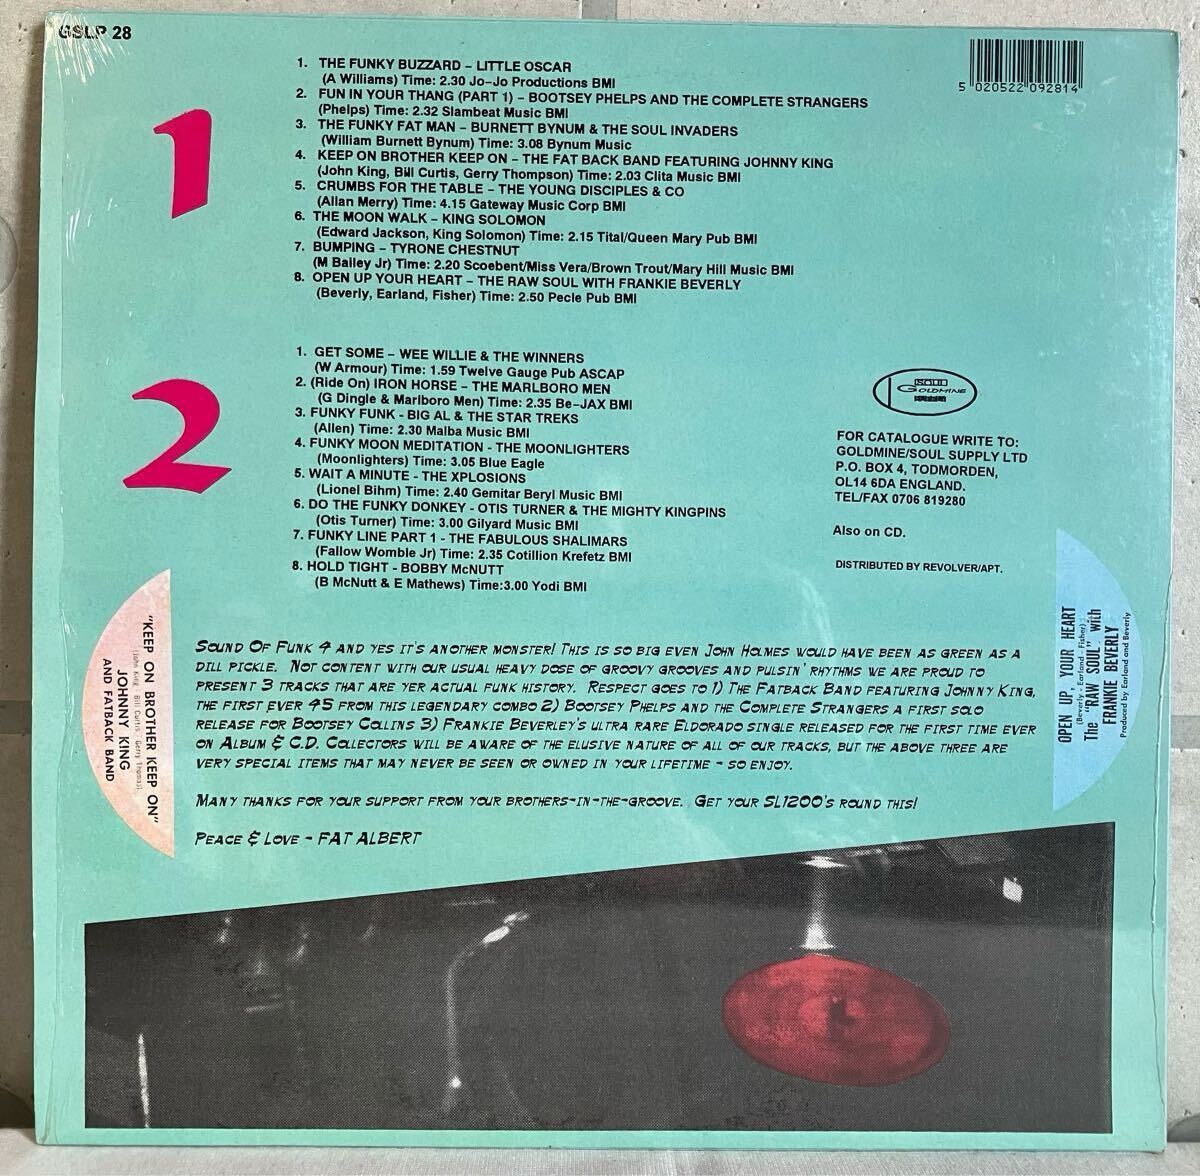 GSLP 28
5 020522 092814
1
1. THE FUNKY BUZZARD – LITTLE OSCAR
(A Williams) Time: 2.30 Jo-Jo Productions BMI
2. FUN IN YOUR THANG (PART 1) – BOOTSEY PHELPS AND THE COMPLETE STRANGERS
(Phelps) Time: 2.32 Slambeat Music BMI
3. THE FUNKY FAT MAN – BURNETT BYNUM & THE SOUL INVADERS
(William Burnett Bynum) Time: 3.08 Bynum Music
4. KEEP ON BROTHER KEEP ON – THE FAT BACK BAND FEATURING JOHNNY KING
(John King, Bill Curtis, Gerry Thompson) Time: 2.03 Clita Music BMI
5. CRUMBS FOR THE TABLE – THE YOUNG DISCIPLES & CO
(Allan Merry) Time: 4.15 Gateway Music Corp BMI
6. THE MOON WALK – KING SOLOMON
(Edward Jackson, King Solomon) Time: 2.15 Tital/Queen Mary Pub BMI
7. BUMPING – TYRONE CHESTNUT
(M Bailey Jr) Time: 2.20 Scoebent/Miss Vera/Brown Trout/Mary Hill Music BMI
8. OPEN UP YOUR HEART – THE RAW SOUL WITH FRANKIE BEVERLY
(Beverly, Earland, Fisher) Time: 2.50 Pecle Pub BMI
2
1. GET SOME – WEE WILLIE & THE WINNERS
(W Armour) Time: 1.59 Twelve Gauge Pub ASCAP
2. (Ride On) IRON HORSE – THE MARLBORO MEN
(G Dingle & Marlboro Men) Time: 2.35 Be-JAX BMI
3. FUNKY FUNK - BIG AL & THE STAR TREKS
(Allen) Time: 2.30 Malba Music BMI
4. FUNKY MOON MEDITATION - THE MOONLIGHTERS
(Moonlighters) Time: 3.05 Blue Eagle
5. WAIT A MINUTE - THE XPLOSIONS
(Lionel Bihm) Time: 2.40 Gemitar Beryl Music BMI
6. DO THE FUNKY DONKEY - OTIS TURNER & THE MIGHTY KINGPINS
(Otis Turner) Time: 3.00 Gilyard Music BMI
7. FUNKY LINE PART 1 - THE FABULOUS SHALIMARS
(Fallow Womble Jr) Time: 2.35 Cotillion Krefetz BMI
8. HOLD TIGHT - BOBBY McNUTT
(B McNutt & E Mathews) Time:3.00 Yodi BMI
SOUL
GOLDMINE
SUPPLY
FOR CATALOGUE WRITE TO:
GOLDMINE/SOUL SUPPLY LTD
P.O. BOX 4, TODMORDEN,
OL14 6DA ENGLAND.
TEL/FAX 0706 819280
Also on CD.
DISTRIBUTED BY REVOLVER/APT.
"KEEP ON BROTHER KEEP ON"
(John King - Bill Curtis - Gerry Thomas)
JOHNNY KING
AND FATBACK BAND
OPEN UP, YOUR HEART
(Beverly - Earland - Fisher)
The "RAW SOUL" with
FRANKIE BEVERLY
Produced by Earland and Beverly
SOUND OF FUNK 4 AND YES IT'S ANOTHER MONSTER! THIS IS SO BIG EVEN JOHN HOLMES WOULD HAVE BEEN AS GREEN AS A
DILL PICKLE. NOT CONTENT WITH OUR USUAL HEAVY DOSE OF GROOVY GROOVES AND PULSIN' RHYTHMS WE ARE PROUD TO
PRESENT 3 TRACKS THAT ARE YER ACTUAL FUNK HISTORY. RESPECT GOES TO 1) THE FATBACK BAND FEATURING JOHNNY KING,
THE FIRST EVER 45 FROM THIS LEGENDARY COMBO 2) BOOTSEY PHELPS AND THE COMPLETE STRANGERS A FIRST SOLO
RELEASE FOR BOOTSEY COLLINS 3) FRANKIE BEVERLEY'S ULTRA RARE ELDORADO SINGLE RELEASED FOR THE FIRST TIME EVER
ON ALBUM & C.D. COLLECTORS WILL BE AWARE OF THE ELUSIVE NATURE OF ALL OF OUR TRACKS, BUT THE ABOVE THREE ARE
VERY SPECIAL ITEMS THAT MAY NEVER BE SEEN OR OWNED IN YOUR LIFETIME - SO ENJOY.
MANY THANKS FOR YOUR SUPPORT FROM YOUR BROTHERS-IN-THE-GROOVE. GET YOUR SL1200'S ROUND THIS!
PEACE & LOVE - FAT ALBERT